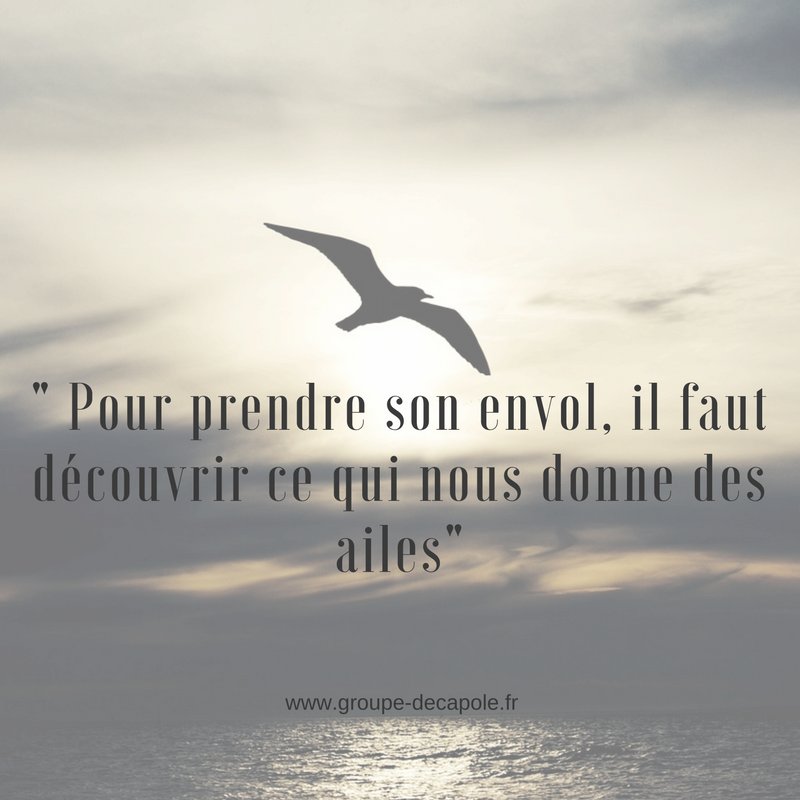 " Pour prendre son envol, il faut
découvrir ce qui nous donne des
ailes"
www.groupe-decapole.fr